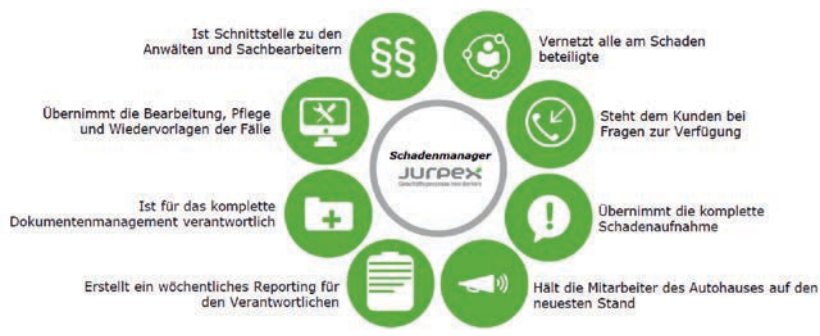 Ist Schnittstelle zu den
Anwälten und Sachbearbeitern
§§
Vernetzt alle am Schaden
beteiligte
Übernimmt die Bearbeitung, Pflege
und Wiedervorlagen der Fälle
Steht dem Kunden bei
Fragen zur Verfügung
Schadenmanager
Jurpex
Ist für das komplette
Dokumentenmanagement verantwortlich
Übernimmt die komplette
Schadenaufnahme
Erstellt ein wöchentliches Reporting für
den Verantwortlichen
Hält die Mitarbeiter des Autohauses auf den
neuesten Stand